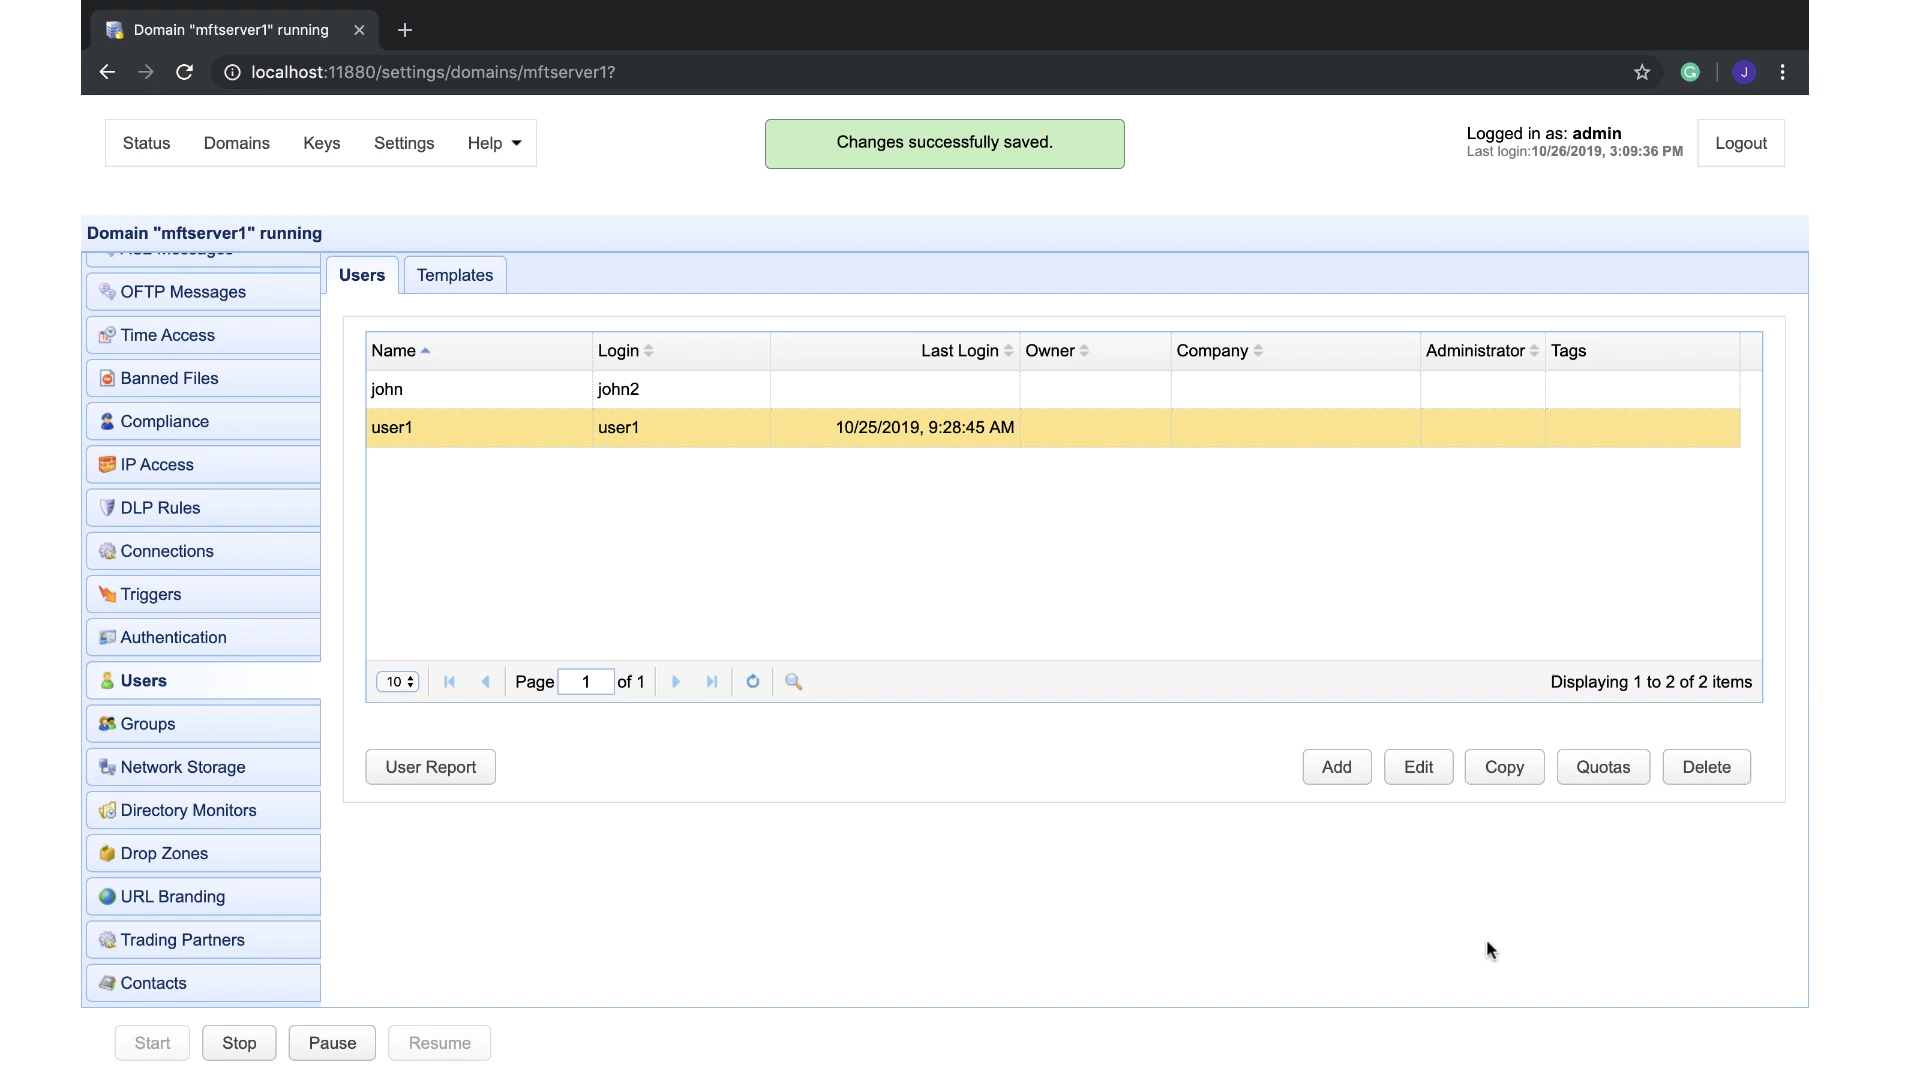 Domain "mftserver1" running
localhost:11880/settings/domains/mftserver1?
G
J
Status Domains Keys Settings Help
Changes successfully saved.
Logged in as: admin
Last login:10/26/2019, 3:09:36 PM
Logout
Domain "mftserver1" running
OFTP Messages
Time Access
Banned Files
Compliance
IP Access
DLP Rules
Connections
Triggers
Authentication
Users
Groups
Network Storage
Directory Monitors
Drop Zones
URL Branding
Trading Partners
Contacts
Users Templates
Name Login Last Login Owner Company Administrator Tags
john john2
user1 user1 10/25/2019, 9:28:45 AM
10 Page 1 of 1 Displaying 1 to 2 of 2 items
User Report Add Edit Copy Quotas Delete
Start Stop Pause Resume